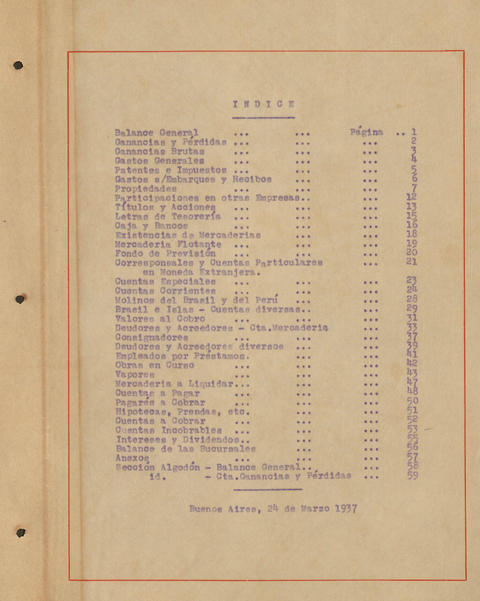 INDICE
Balance General ... ... Página .. 1
Ganancias y Pérdidas ... ... ... 2
Ganancias Brutas ... ... ... 3
Gastos Generales ... ... ... 4
Patentes e Impuestos ... ... ... 5
Gastos s/Embarques y Recibos ... ... 6
Propiedades ... ... ... 7
Participaciones en otras Empresas.. ... 12
Títulos y Acciones ... ... ... 13
Letras de Tesorería ... ... ... 15
Caja y Bancos ... ... ... 16
Existencias de Mercaderías ... ... 18
Mercadería Flotante ... ... ... 19
Fondo de Previsión ... ... ... 20
Corresponsales y Cuentas Particulares ... 21
en Moneda Extranjera.
Cuentas Especiales ... ... ... 23
Cuentas Corrientes ... ... ... 24
Molinos del Brasil y del Perú ... ... 28
Brasil e Islas - Cuentas diversas.. ... 29
Valores al Cobro ... ... ... 31
Deudores y Acreedores - Cta.Mercaderia ... 33
Consignadores ... ... ... 37
Deudores y Acreedores diversos ... ... 39
Empleados por Préstamos. ... ... 41
Obras en Curso ... ... ... 42
Vapores ... ... ... 43
Mercadería a Liquidar... ... ... 47
Cuentas a Pagar ... ... ... 48
Pagarés a Cobrar ... ... ... 50
Hipotecas, Prendas, etc. ... ... 51
Cuentas a Cobrar ... ... ... 52
Cuentas Incobrables ... ... ... 53
Intereses y Dividendos.. ... ... 55
Balance de las Sucursales ... ... 56
Anexos ... ... ... 57
Sección Algodón - Balance General.. ... 58
id. - Cta.Ganancias y Pérdidas ... 59
Buenos Aires, 24 de Marzo 1937